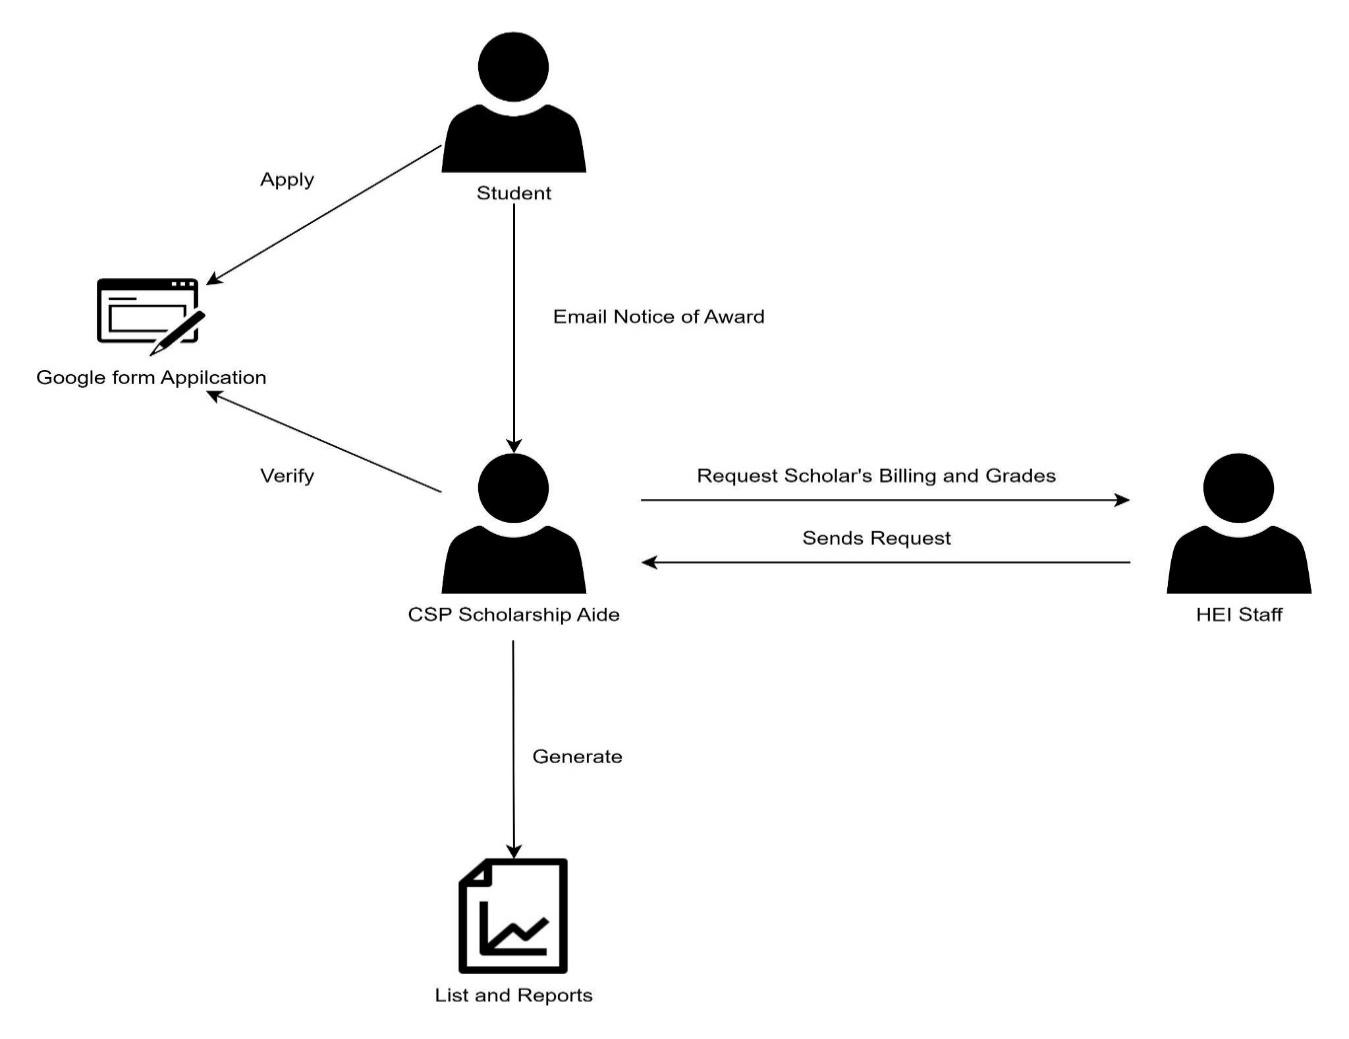 Student
Apply
Email Notice of Award
Google form Appilcation
Verify
Request Scholar's Billing and Grades
Sends Request
CSP Scholarship Aide
HEI Staff
Generate
List and Reports